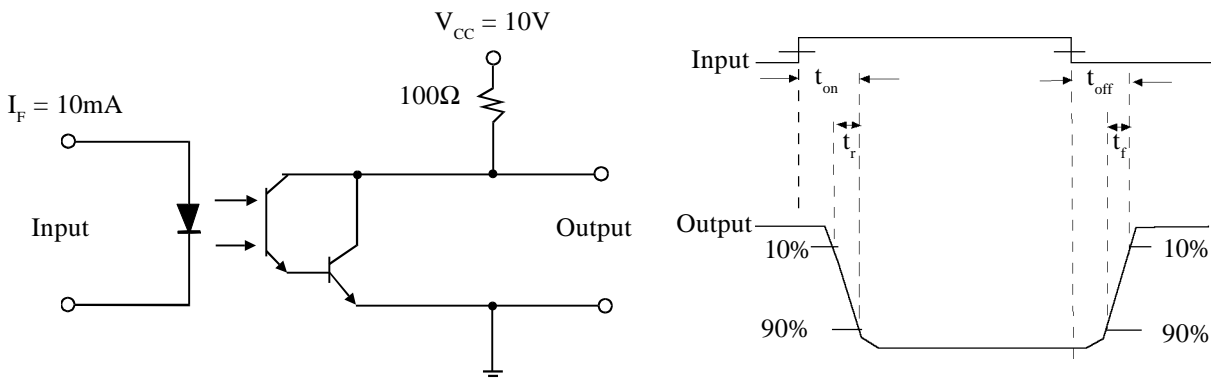 V_CC = 10V
100Ω
I_F = 10mA
Input
Output
Input
t_on
t_off
t_r
t_f
Output
10%
10%
90%
90%